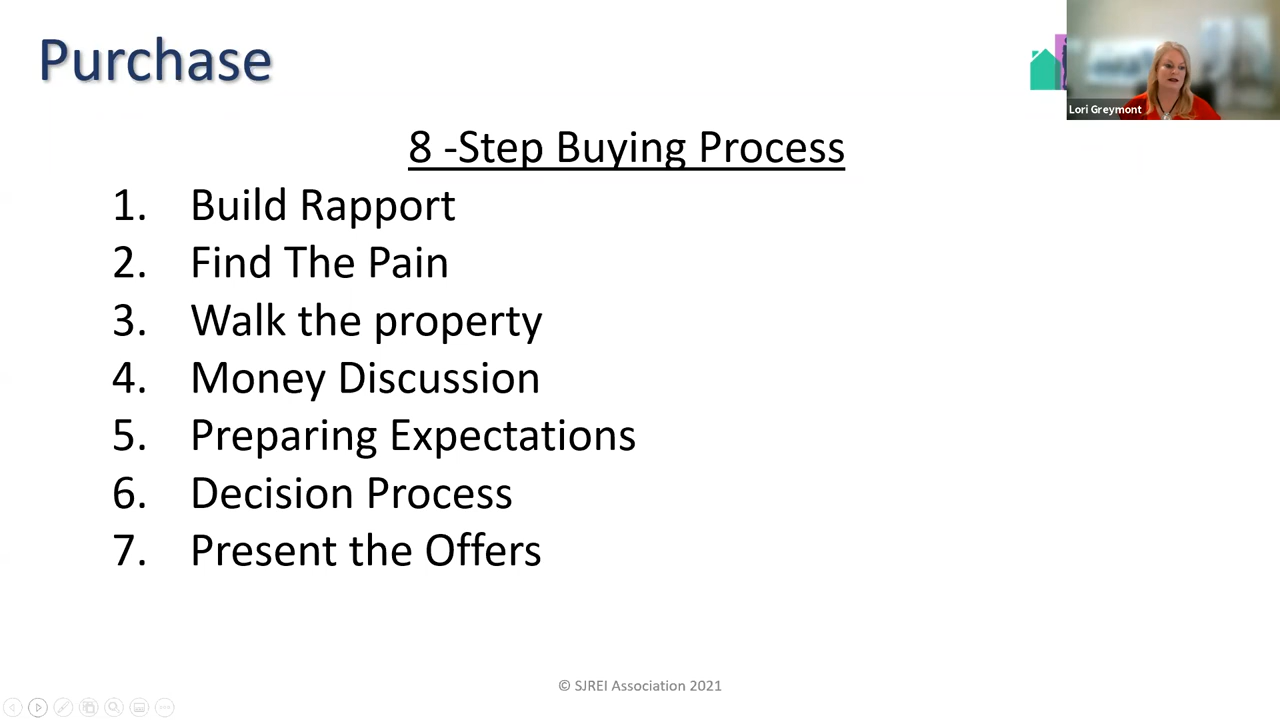 Purchase
Lori Greymont
8 -Step Buying Process
1. Build Rapport
2. Find The Pain
3. Walk the property
4. Money Discussion
5. Preparing Expectations
6. Decision Process
7. Present the Offers
© SJREI Association 2021